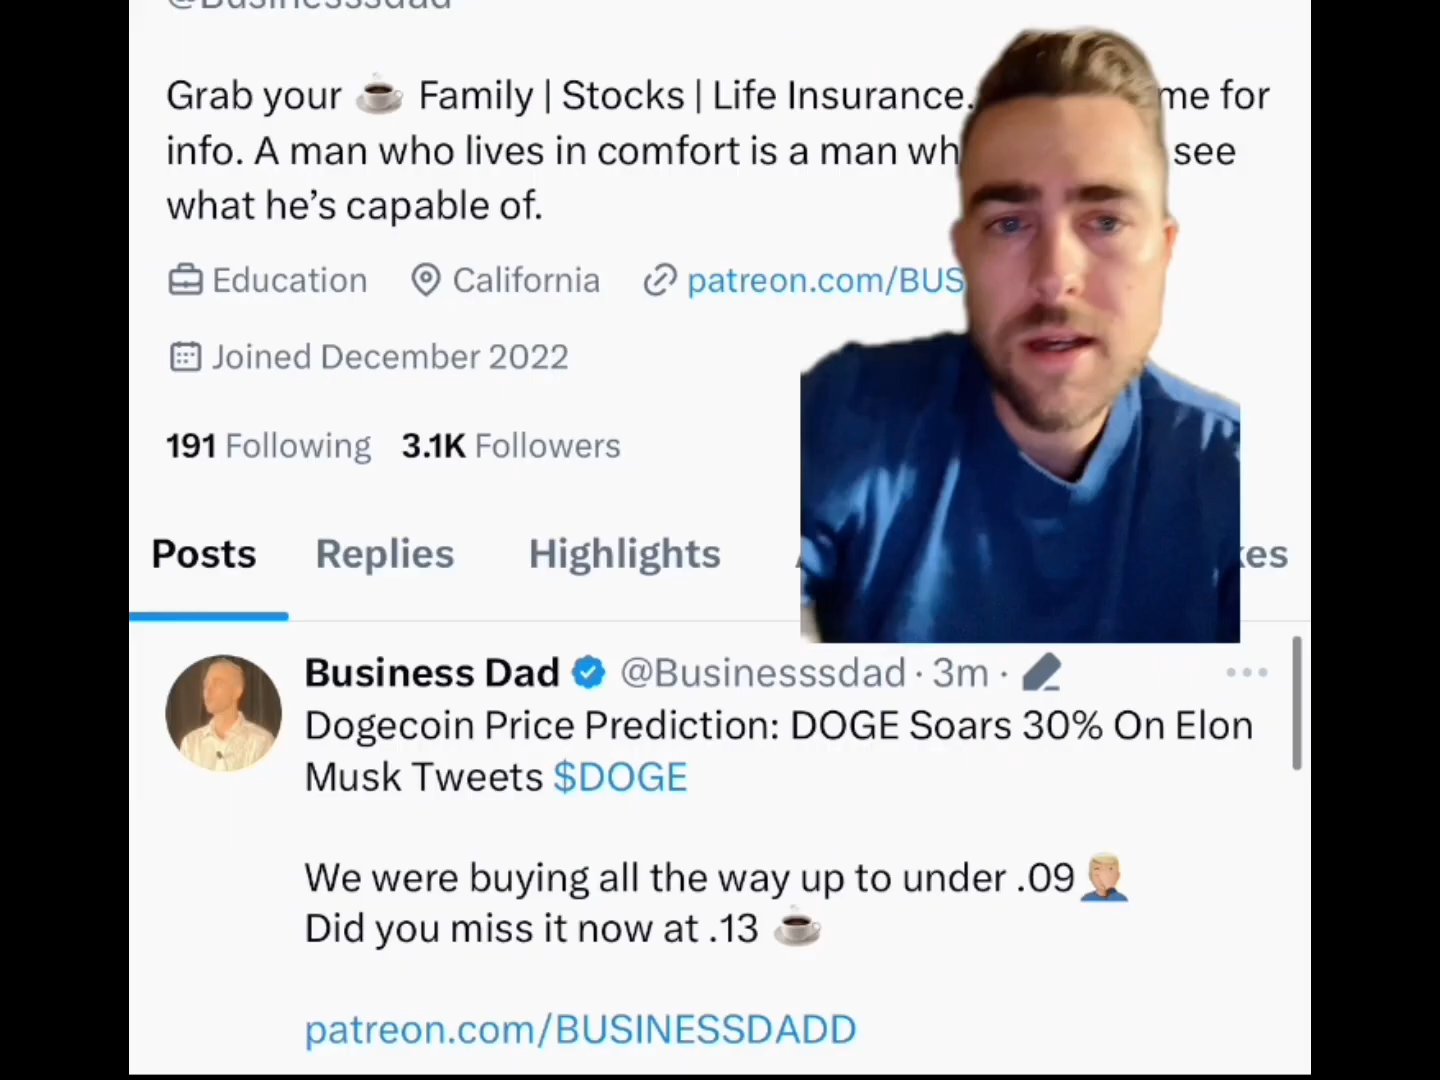 @Businesssdad
Grab your ☕ Family | Stocks | Life Insurance. me for
info. A man who lives in comfort is a man wh see
what he’s capable of.
Education California patreon.com/BUS
Joined December 2022
191 Following 3.1K Followers
Posts Replies Highlights
Business Dad @Businesssdad · 3m ·
Dogecoin Price Prediction: DOGE Soars 30% On Elon
Musk Tweets $DOGE
We were buying all the way up to under .09🤦🏼‍♂️
Did you miss it now at .13 ☕
patreon.com/BUSINESSDADD